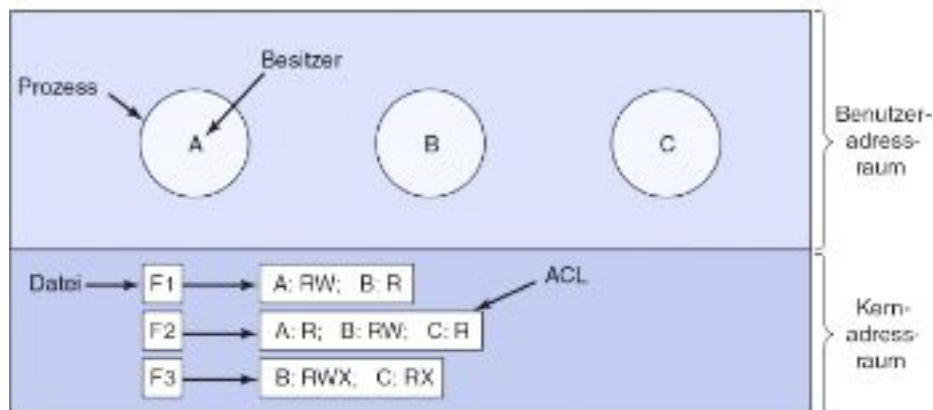 Besitzer
Prozess
A
B
C
Benutzer-
adress-
raum
Datei
F1
A: RW; B: R
ACL
F2
A: R; B: RW; C: R
F3
B: RWX; C: RX
Kern-
adress-
raum